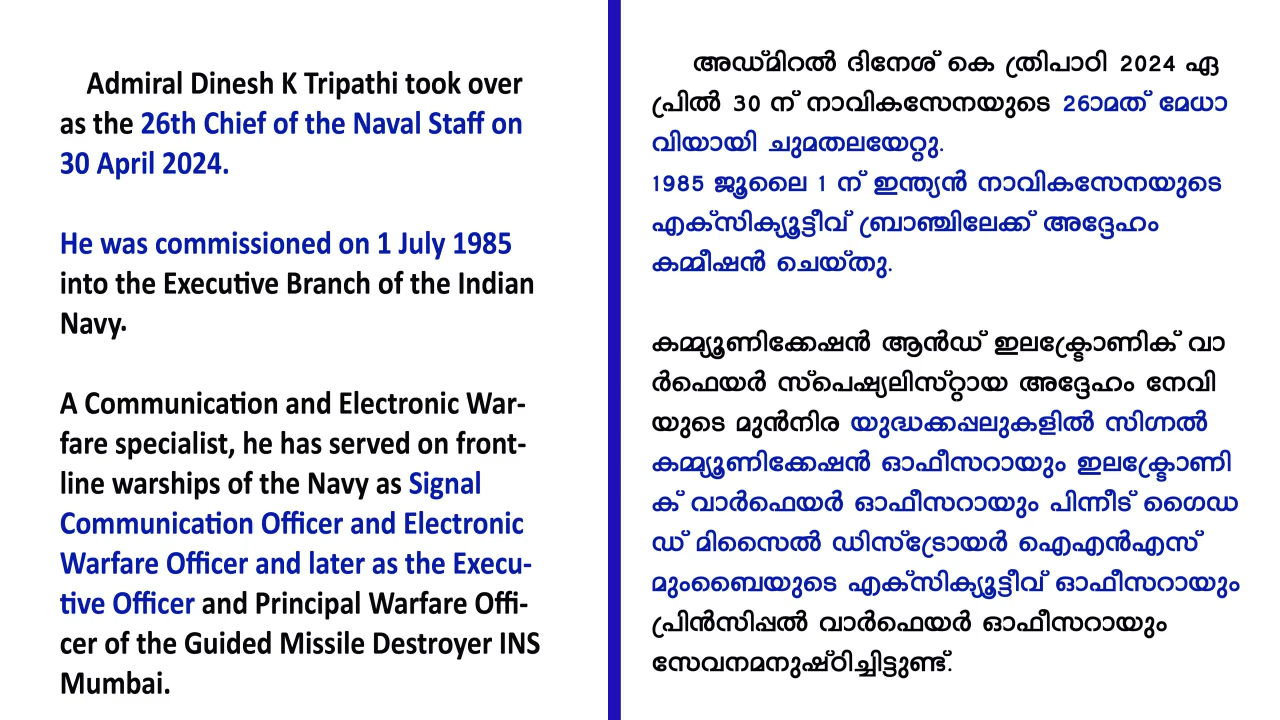 Admiral Dinesh K Tripathi took over
as the 26th Chief of the Naval Staff on
30 April 2024.
He was commissioned on 1 July 1985
into the Executive Branch of the Indian
Navy.
A Communication and Electronic War-
fare specialist, he has served on front-
line warships of the Navy as Signal
Communication Officer and Electronic
Warfare Officer and later as the Execu-
tive Officer and Principal Warfare Offi-
cer of the Guided Missile Destroyer INS
Mumbai.
അഡ്മിറൽ ദിനേശ് കെ ത്രിപാഠി 2024 ഏ
പ്രിൽ 30 ന് നാവികസേനയുടെ 26ാമത് മേധാ
വിയായി ചുമതലയേറ്റു.
1985 ജൂലൈ 1 ന് ഇന്ത്യൻ നാവികസേനയുടെ
എക്സിക്യൂട്ടീവ് ബ്രാഞ്ചിലേക്ക് അദ്ദേഹം
കമ്മീഷൻ ചെയ്തു.
കമ്മ്യൂണിക്കേഷൻ ആൻഡ് ഇലക്ട്രോണിക് വാ
ർഫെയർ സ്പെഷ്യലിസ്റ്റായ അദ്ദേഹം നേവി
യുടെ മുൻനിര യുദ്ധക്കപ്പലുകളിൽ സിഗ്നൽ
കമ്മ്യൂണിക്കേഷൻ ഓഫീസറായും ഇലക്ട്രോണി
ക് വാർഫെയർ ഓഫീസറായും പിന്നീട് ഗൈഡ
ഡ് മിസൈൽ ഡിസ്ട്രോയർ ഐഎൻഎസ്
മുംബൈയുടെ എക്സിക്യൂട്ടീവ് ഓഫീസറായും
പ്രിൻസിപ്പൽ വാർഫെയർ ഓഫീസറായും
സേവനമനുഷ്ഠിച്ചിട്ടുണ്ട്.